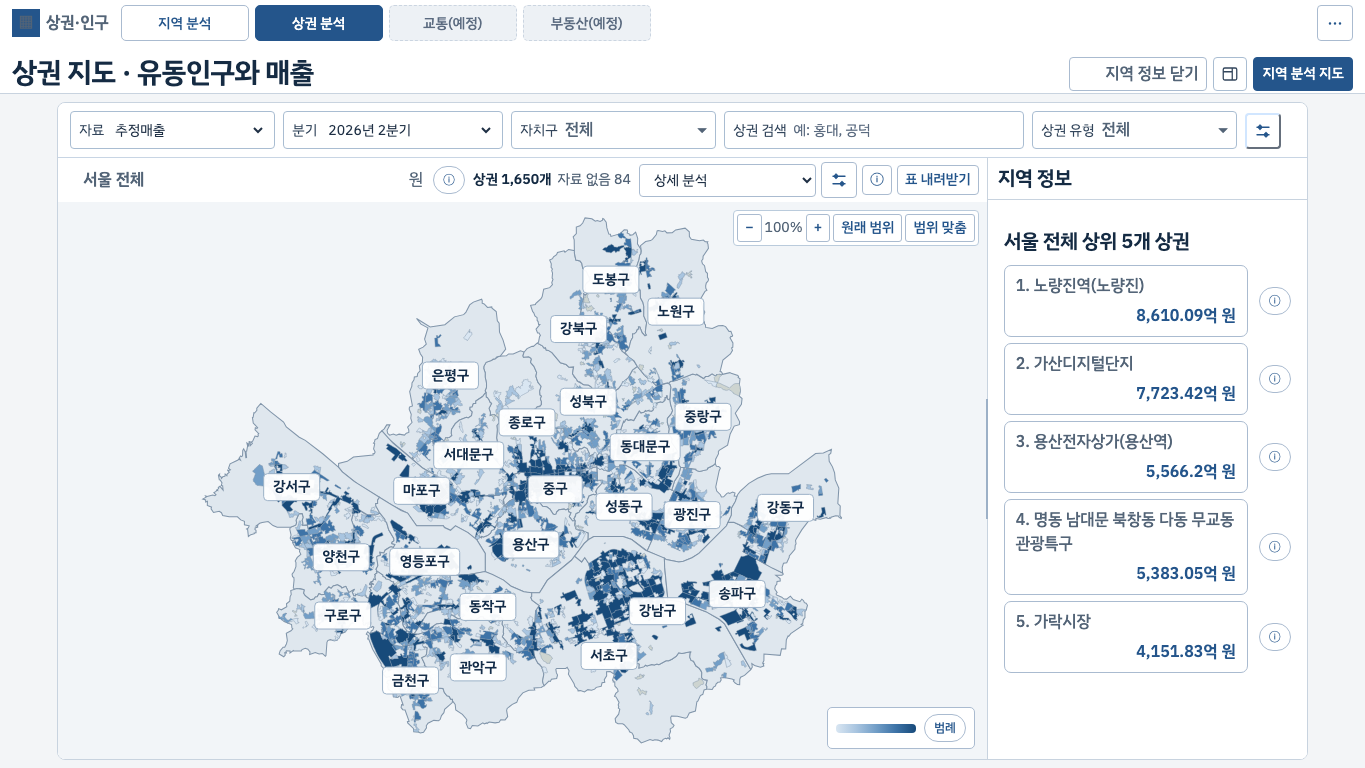 상권·인구
지역 분석
상권 분석
교통(예정)
부동산(예정)
...
상권 지도 · 유동인구와 매출
지역 정보 닫기
지역 분석 지도
자료 추정매출
분기 2026년 2분기
자치구 전체
상권 검색 예: 홍대, 공덕
상권 유형 전체
서울 전체
원
상권 1,650개 자료 없음 84
상세 분석
표 내려받기
지역 정보
− 100% +
원래 범위
범위 맞춤
서울 전체 상위 5개 상권
1. 노량진역(노량진)
8,610.09억 원
2. 가산디지털단지
7,723.42억 원
3. 용산전자상가(용산역)
5,566.2억 원
4. 명동 남대문 북창동 다동 무교동
관광특구
5,383.05억 원
5. 가락시장
4,151.83억 원
도봉구
노원구
강북구
은평구
성북구
중랑구
종로구
동대문구
서대문구
강서구
마포구
중구
성동구
광진구
강동구
용산구
양천구
영등포구
송파구
동작구
강남구
구로구
서초구
관악구
금천구
범례